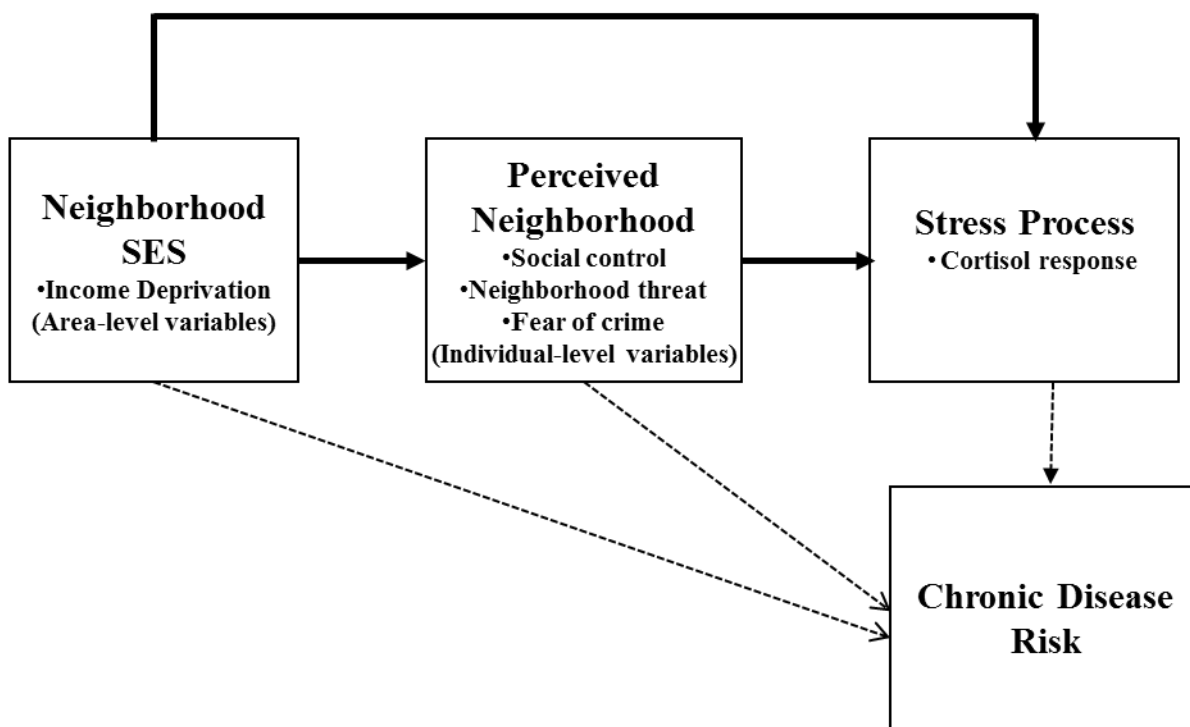 Neighborhood
SES
•Income Deprivation
(Area-level variables)
Perceived
Neighborhood
•Social control
•Neighborhood threat
•Fear of crime
(Individual-level variables)
Stress Process
• Cortisol response
Chronic Disease
Risk